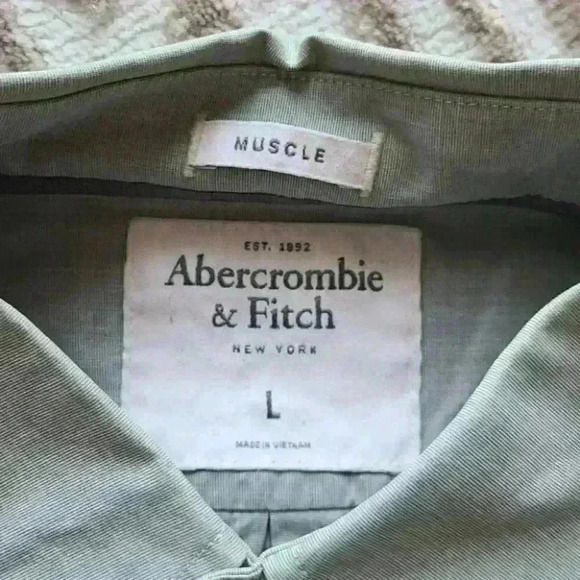 MUSCLE
EST. 1892
Abercrombie
& Fitch
NEW YORK
L
MADE IN VIETNAM